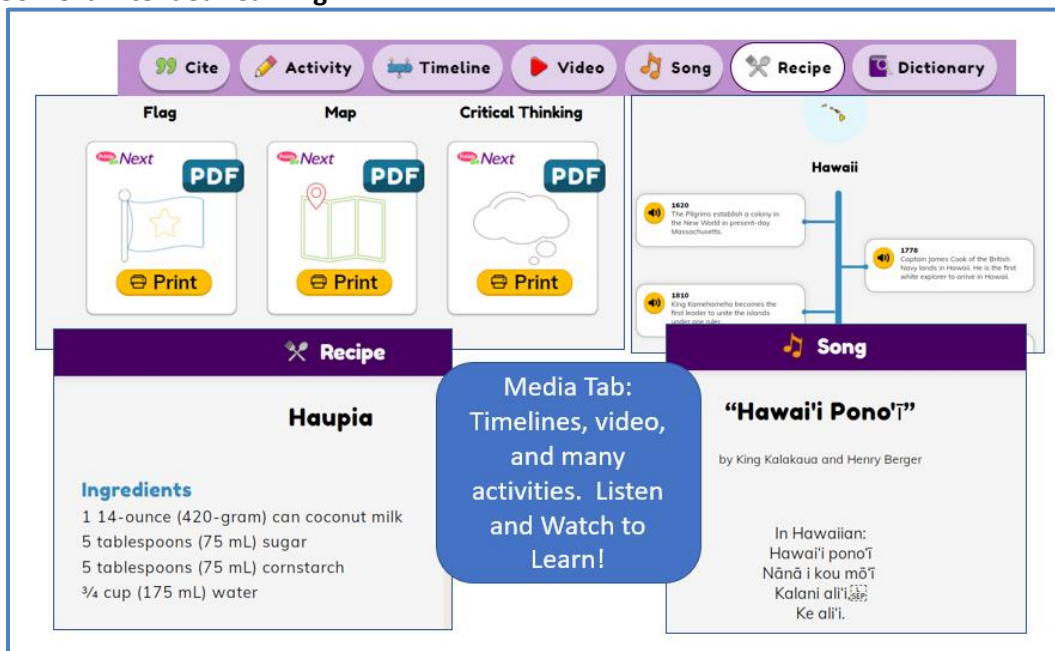 Cite
Activity
Timeline
Video
Song
Recipe
Dictionary
Flag
Map
Critical Thinking
Next
PDF
Print
Next
PDF
Print
Next
PDF
Print
Hawaii
1620
The Pilgrims establish a colony in
the New World in present-day
Massachusetts.
1778
Captain James Cook of the British
Navy lands in Hawaii. He is the first
white explorer to arrive in Hawaii.
1810
King Kamehameha becomes the
first leader to unite the islands
under one ruler.
Recipe
Haupia
Ingredients
1 14-ounce (420-gram) can coconut milk
5 tablespoons (75 mL) sugar
5 tablespoons (75 mL) cornstarch
¾ cup (175 mL) water
Media Tab:
Timelines, video,
and many
activities. Listen
and Watch to
Learn!
Song
“Hawai'i Pono'ī”
by King Kalakaua and Henry Berger
In Hawaiian:
Hawai‘i pono‘ī
Nānā i kou mō‘ī
Kalani ali‘i,
Ke ali‘i.